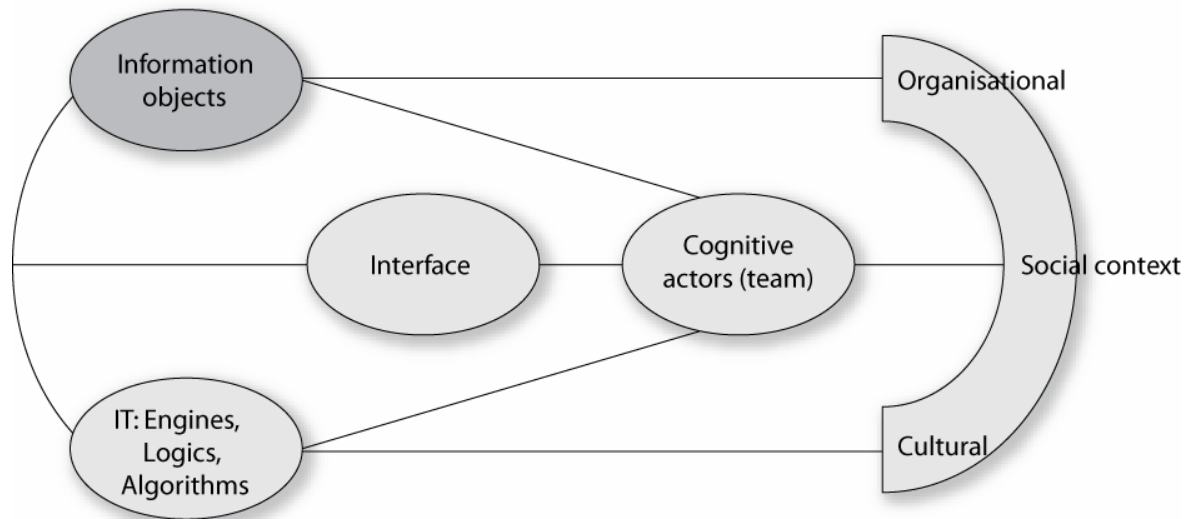 Information
objects
Organisational
Interface
Cognitive
actors (team)
Social context
IT: Engines,
Logics,
Algorithms
Cultural